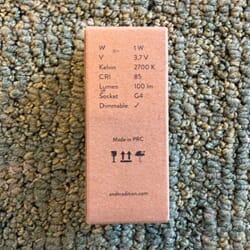 W 1 W
V 3,7 V
Kelvin 2700 K
CRI 85
Lumen 100 lm
Socket G4
Dimmable ✓
Made in PRC
andtradition.com